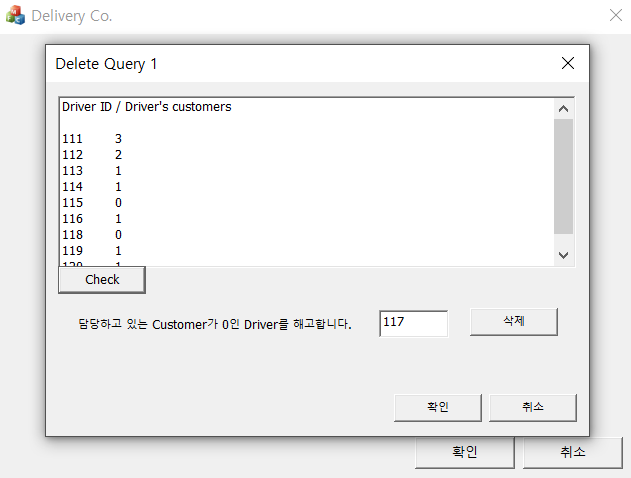 Delivery Co.
Delete Query 1
Driver ID / Driver's customers
111 3
112 2
113 1
114 1
115 0
116 1
118 0
119 1
Check
담당하고 있는 Customer가 0인 Driver를 해고합니다.
117
삭제
확인
취소
확인
취소